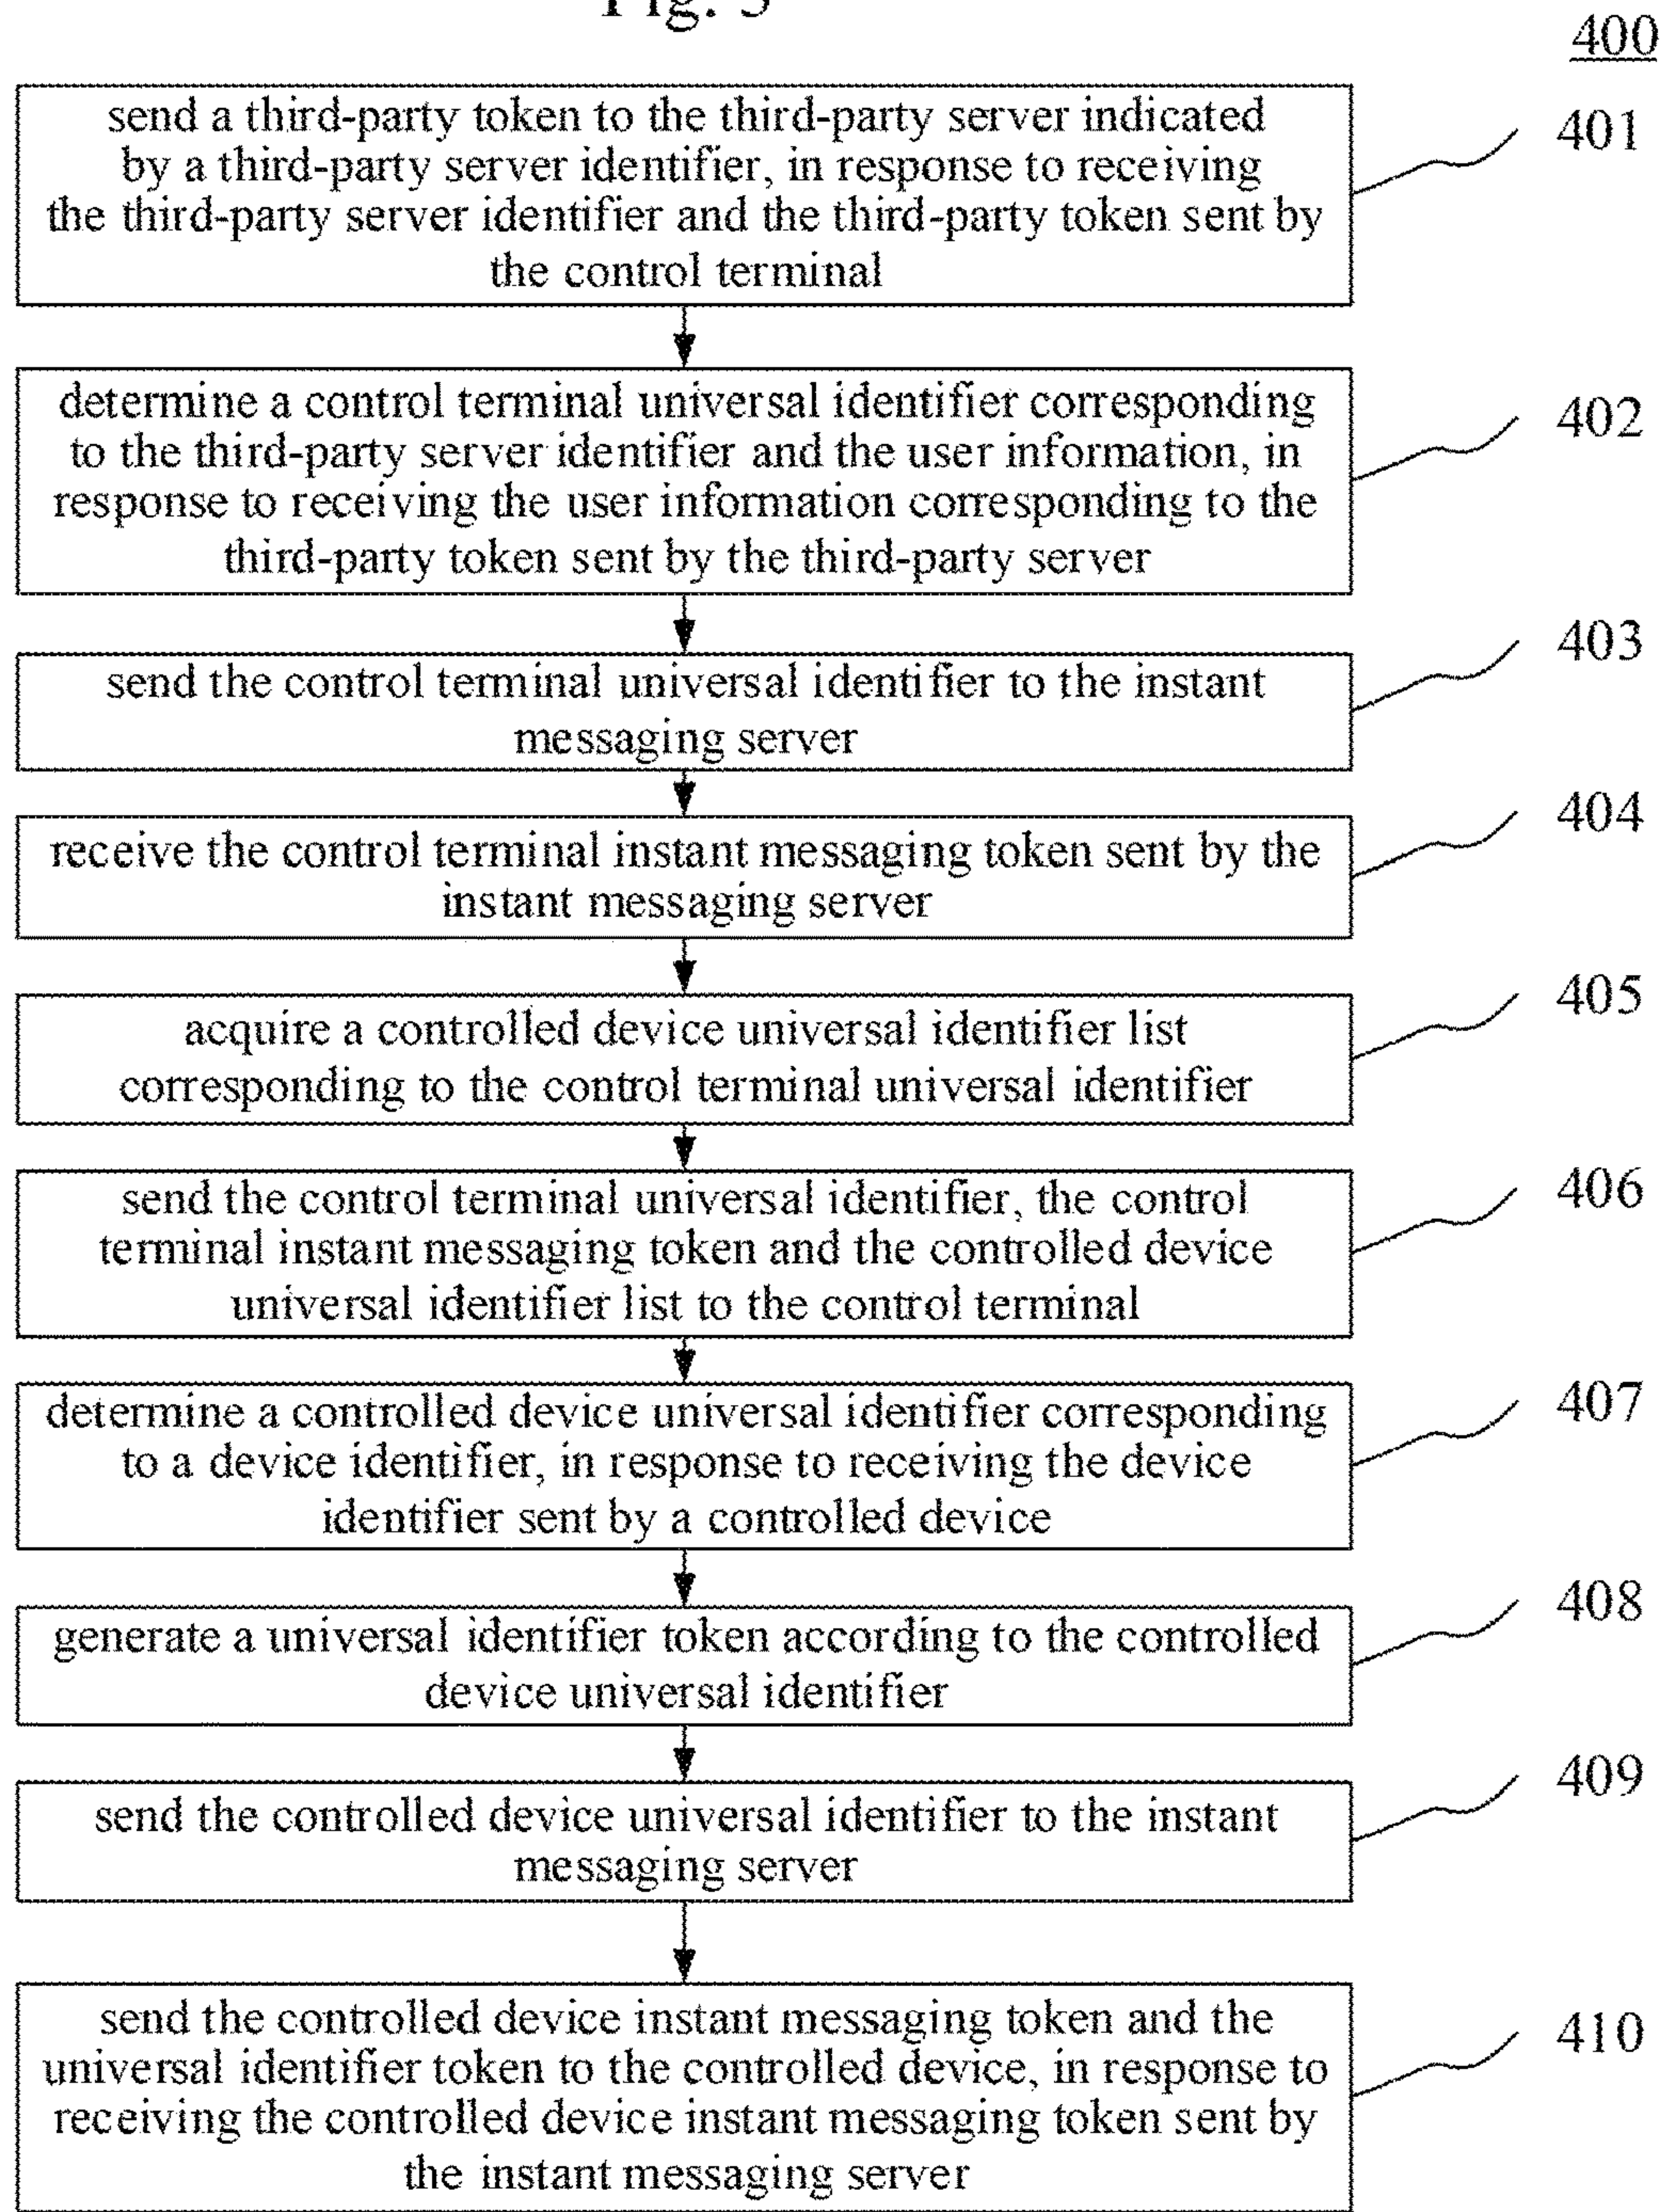 Fig. 3
400
send a third-party token to the third-party server indicated
by a third-party server identifier, in response to receiving
the third-party server identifier and the third-party token sent by
the control terminal
401
determine a control terminal universal identifier corresponding
to the third-party server identifier and the user information, in
response to receiving the user information corresponding to the
third-party token sent by the third-party server
402
send the control terminal universal identifier to the instant
messaging server
403
receive the control terminal instant messaging token sent by the
instant messaging server
404
acquire a controlled device universal identifier list
corresponding to the control terminal universal identifier
405
send the control terminal universal identifier, the control
terminal instant messaging token and the controlled device
universal identifier list to the control terminal
406
determine a controlled device universal identifier corresponding
to a device identifier, in response to receiving the device
identifier sent by a controlled device
407
generate a universal identifier token according to the controlled
device universal identifier
408
send the controlled device universal identifier to the instant
messaging server
409
send the controlled device instant messaging token and the
universal identifier token to the controlled device, in response to
receiving the controlled device instant messaging token sent by
the instant messaging server
410